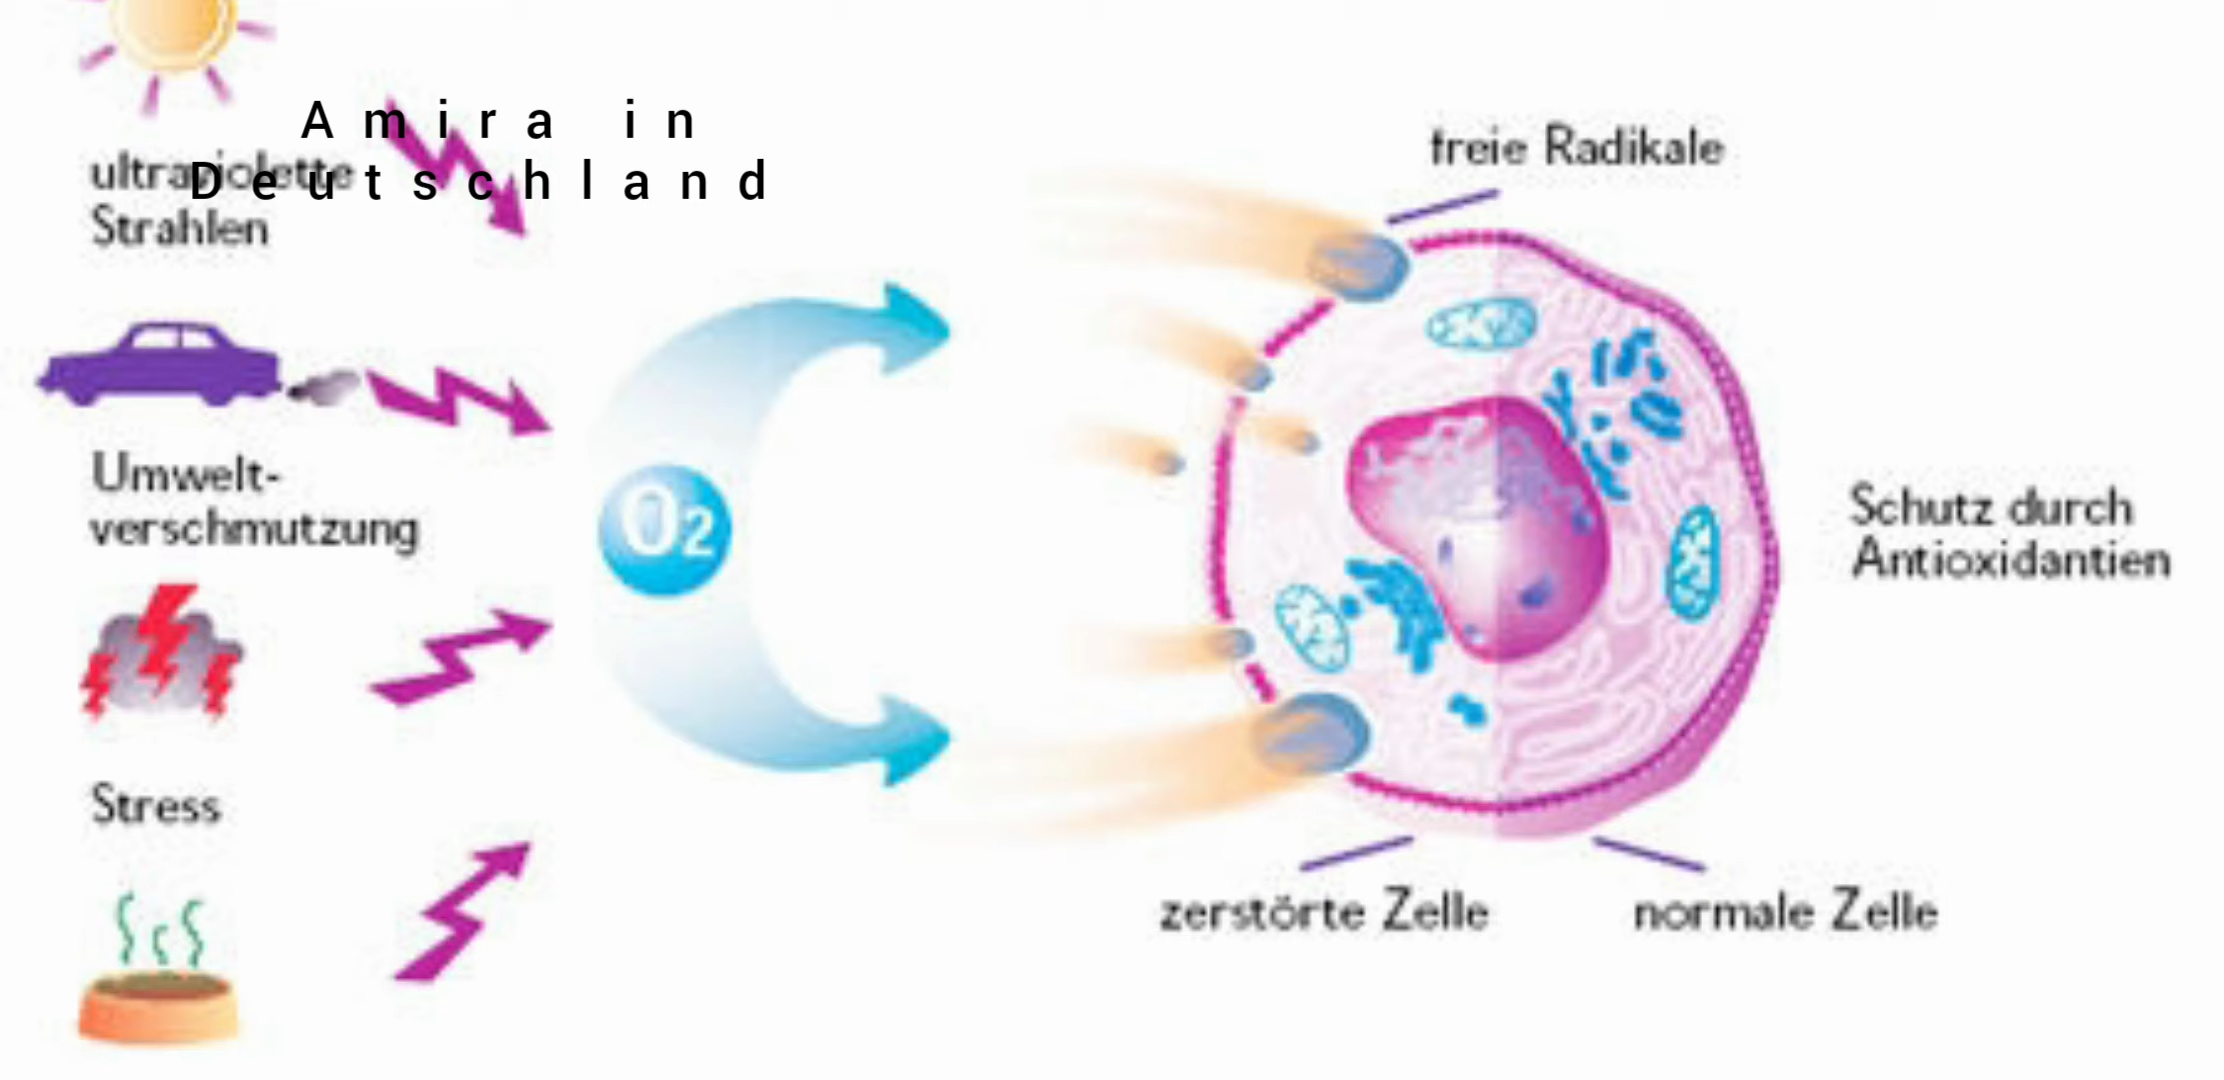 Amira in
Deutschland
ultraviolette
Strahlen
Umwelt-
verschmutzung
Stress
O2
freie Radikale
Schutz durch
Antioxidantien
zerstörte Zelle
normale Zelle